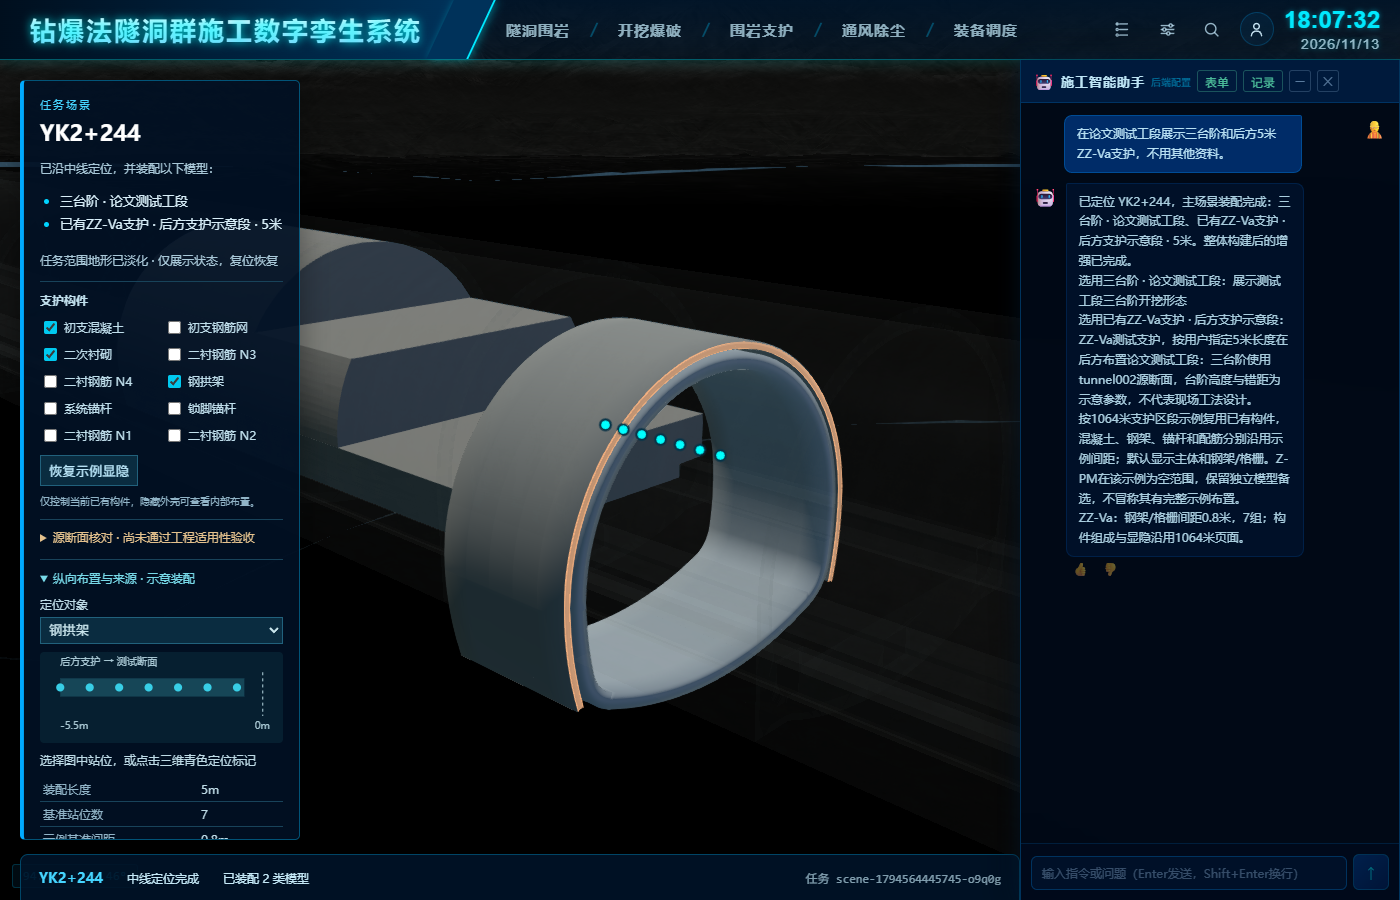 钻爆法隧洞群施工数字孪生系统
隧洞围岩 / 开挖爆破 / 围岩支护 / 通风除尘 / 装备调度
18:07:32
2026/11/13
任务场景
YK2+244
已沿中线定位，并装配以下模型：
三台阶 · 论文测试工段
已有ZZ-Va支护 · 后方支护示意段 · 5米
任务范围地形已淡化 · 仅展示状态，复位恢复
支护构件
初支混凝土 初支钢筋网
二次衬砌 二衬钢筋 N3
二衬钢筋 N4 钢拱架
系统锚杆 锁脚锚杆
二衬钢筋 N1 二衬钢筋 N2
恢复示例显隐
仅控制当前已有构件，隐藏外壳可查看内部布置。
源断面核对 · 尚未通过工程适用性验收
纵向布置与来源 · 示意装配
定位对象
钢拱架
后方支护 → 测试断面
-5.5m 0m
选择图中站位，或点击三维青色定位标记
装配长度 5m
基准站位数 7
示例基准间距 0.8m
YK2+244 中线定位完成 已装配 2 类模型
任务 scene-1794564445745-o9q0g
施工智能助手 后端配置 表单 记录
在论文测试工段展示三台阶和后方5米
ZZ-Va支护，不用其他资料。
已定位 YK2+244，主场景装配完成：三
台阶 · 论文测试工段、已有ZZ-Va支护 ·
后方支护示意段 · 5米。整体构建后的增
强已完成。
选用三台阶 · 论文测试工段：展示测试
工段三台阶开挖形态
选用已有ZZ-Va支护 · 后方支护示意段：
ZZ-Va测试支护，按用户指定5米长度在
后方布置论文测试工段：三台阶使用
tunnel002源断面，台阶高度与错距为
示意参数，不代表现场工法设计。
按1064米支护区段示例复用已有构件，
混凝土、钢架、锚杆和配筋分别沿用示
例间距；默认显示主体和钢架/格栅。Z-
PM在该示例为空范围，保留独立模型备
选，不冒称其有完整示例布置。
ZZ-Va：钢架/格栅间距0.8米，7组；构
件组成与显隐沿用1064米页面。
输入指令或问题（Enter发送，Shift+Enter换行）